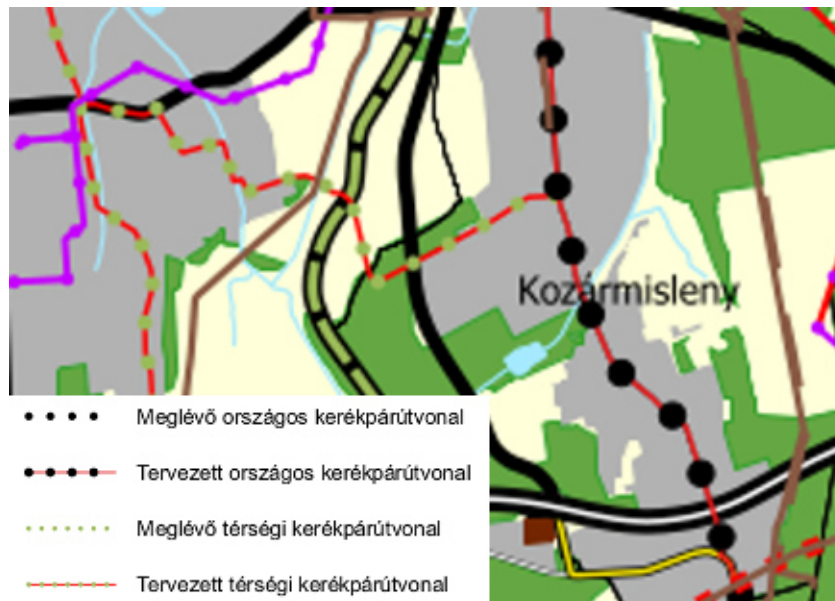 Kozármisleny
Meglévő országos kerékpárútvonal
Tervezett országos kerékpárútvonal
Meglévő térségi kerékpárútvonal
Tervezett térségi kerékpárútvonal